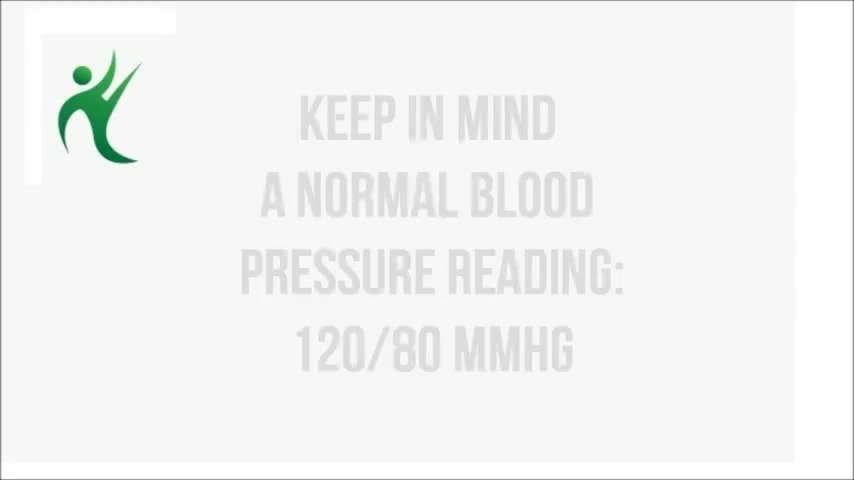 KEEP IN MIND
A NORMAL BLOOD
PRESSURE READING:
120/80 MMHG